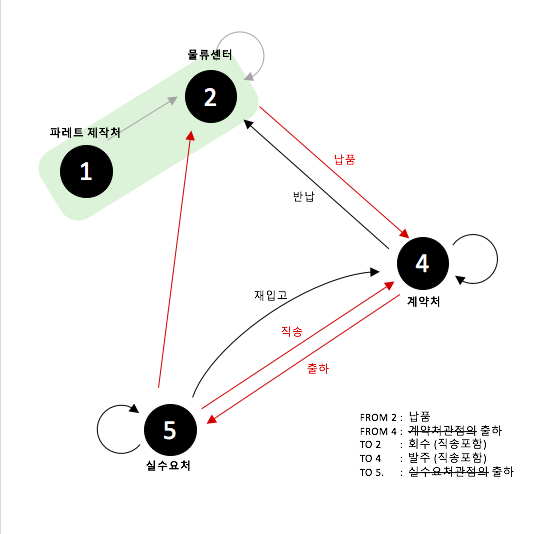 물류센터
2
파레트 제작처
1
납품
반납
4
계약처
재입고
직송
출하
5
실수요처
FROM 2 : 납품
FROM 4 : 계약처관점의 출하
TO 2 : 회수 (직송포함)
TO 4 : 발주 (직송포함)
TO 5. : 실수요처관점의 출하